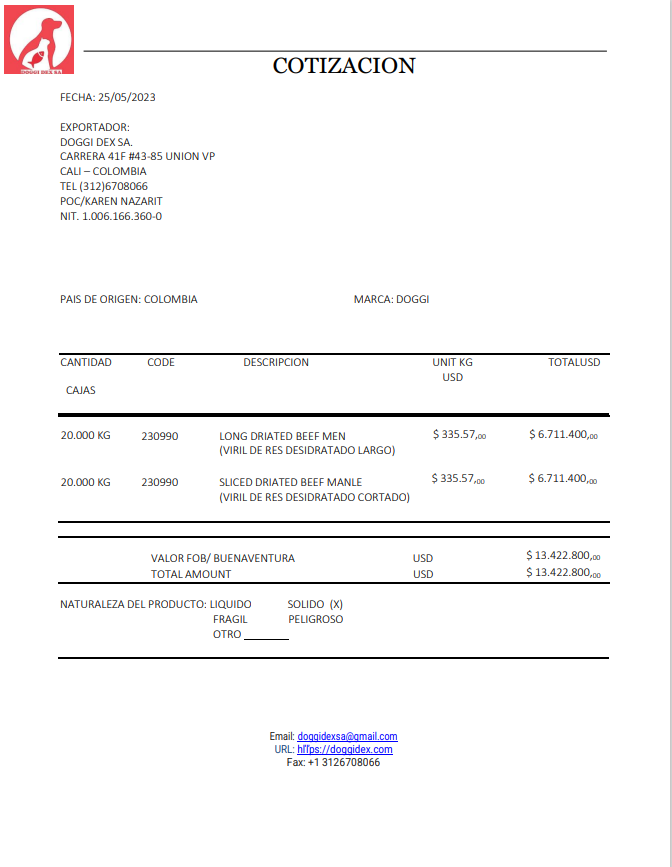 DOGGI DEX SA
COTIZACION
FECHA: 25/05/2023
EXPORTADOR:
DOGGI DEX SA.
CARRERA 41F #43-85 UNION VP
CALI – COLOMBIA
TEL (312)6708066
POC/KAREN NAZARIT
NIT. 1.006.166.360-0
PAIS DE ORIGEN: COLOMBIA MARCA: DOGGI
CANTIDAD CODE DESCRIPCION UNIT KG TOTALUSD
USD
CAJAS
20.000 KG 230990 LONG DRIATED BEEF MEN $ 335.57,00 $ 6.711.400,00
(VIRIL DE RES DESIDRATADO LARGO)
20.000 KG 230990 SLICED DRIATED BEEF MANLE $ 335.57,00 $ 6.711.400,00
(VIRIL DE RES DESIDRATADO CORTADO)
VALOR FOB/ BUENAVENTURA USD $ 13.422.800,00
TOTAL AMOUNT USD $ 13.422.800,00
NATURALEZA DEL PRODUCTO: LIQUIDO SOLIDO (X)
FRAGIL PELIGROSO
OTRO ________
Email: doggidexsa@gmail.com
URL: https://doggidex.com
Fax: +1 3126708066